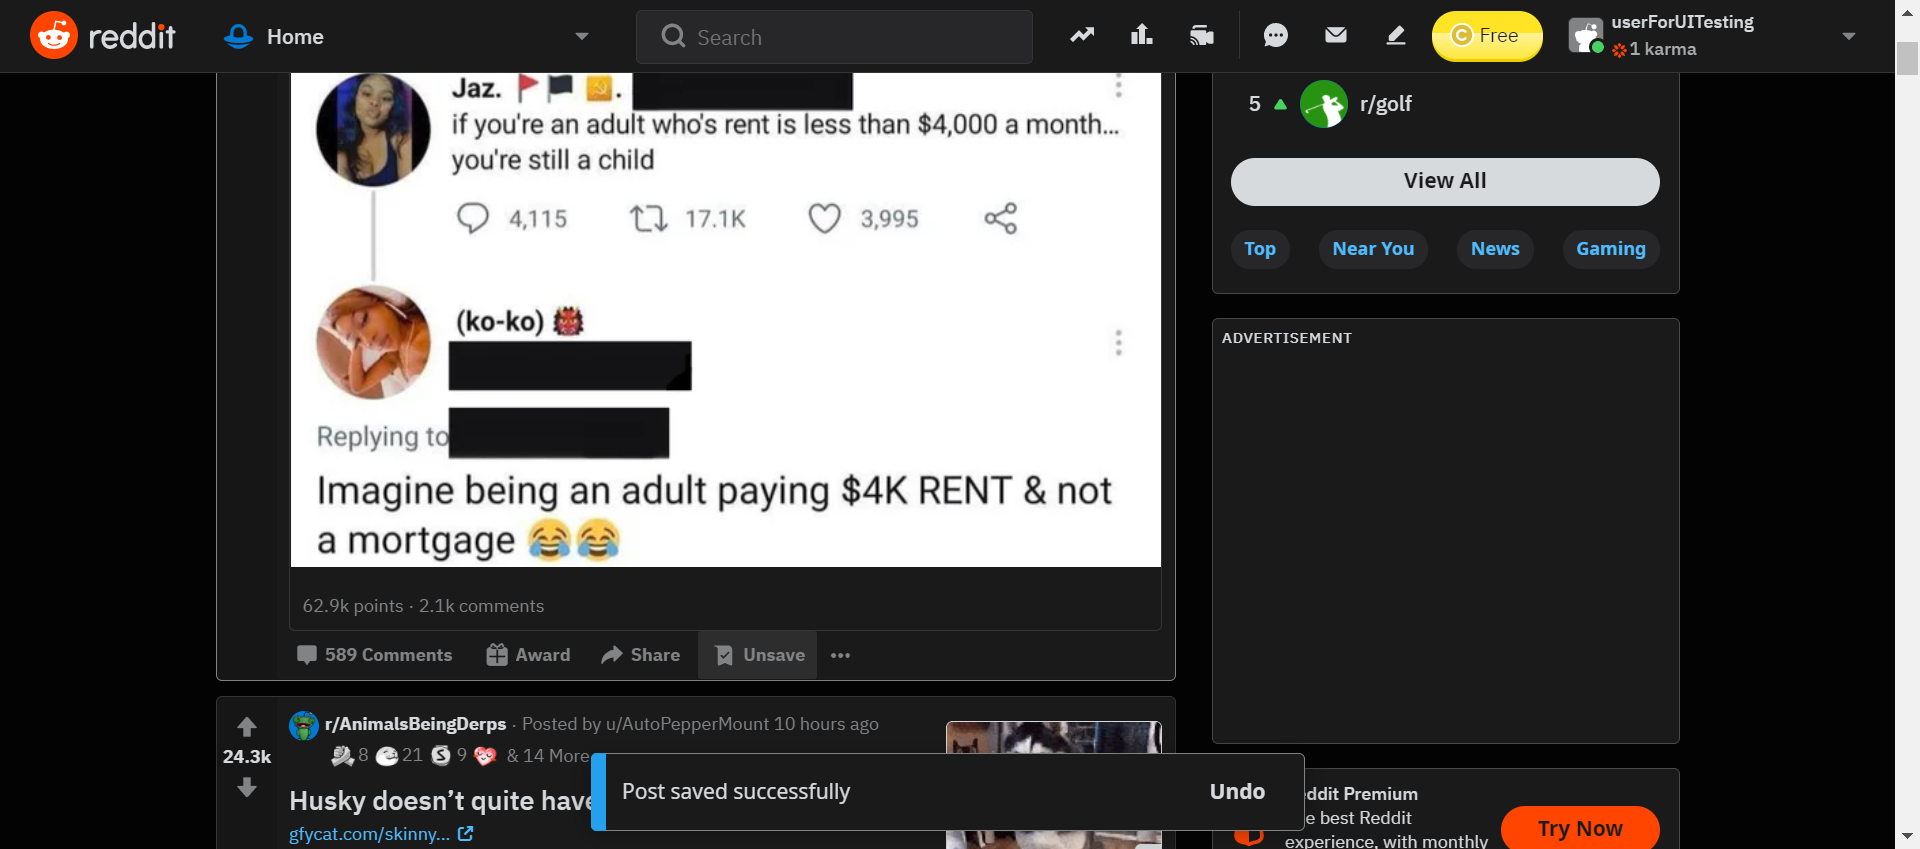 reddit
Home
Search
Free
userForUITesting
1 karma
Jaz.
if you're an adult who's rent is less than $4,000 a month...
you're still a child
4,115 17.1K 3,995
(ko-ko)
Replying to
Imagine being an adult paying $4K RENT & not
a mortgage
62.9k points · 2.1k comments
589 Comments Award Share Unsave
24.3k
r/AnimalsBeingDerps · Posted by u/AutoPepperMount 10 hours ago
8 21 S 9 & 14 More
Husky doesn’t quite have
gfycat.com/skinny...
Post saved successfully Undo
5 r/golf
View All
Top Near You News Gaming
ADVERTISEMENT
ddit Premium
e best Reddit
experience, with monthly
Try Now